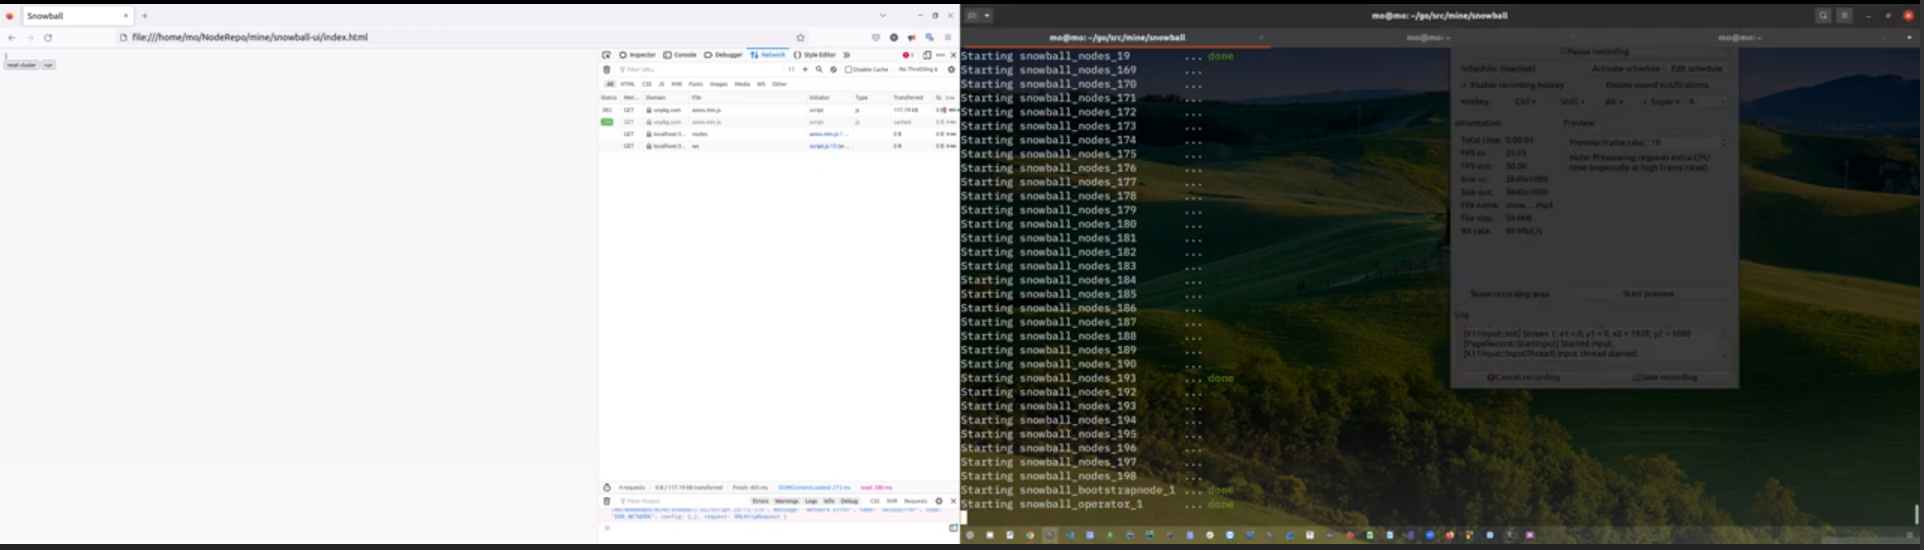 Snowball
file:///home/mo/NodeRepo/mine/snowball-ui/index.html
reset cluster run
Inspector Console Debugger Network Style Editor
Filter URLs
Disable Cache No Throttling
All HTML CSS JS XHR Fonts Images Media WS Other
Status Met... Domain File Initiator Type Transferred
302 GET unpkg.com axios.min.js script js 117.19 kB
GET unpkg.com axios.min.js script js cached
GET localhost:3... nodes axios.min.js:1 ... 0 B
GET localhost:3... ws 0 B
4 requests 0 B / 117.19 kB transferred Finish: 403 ms DOMContentLoaded: 273 ms load: 280 ms
Filter Output
Errors Warnings Logs Info Debug CSS XHR Requests
"ERR_NETWORK", config: {…}, request: XMLHttpRequest }
mo@mo: ~/go/src/mine/snowball
mo@mo: ~/go/src/mine/snowball mo@mo: ~ mo@mo: ~
Starting snowball_nodes_19 ... done
Starting snowball_nodes_169 ...
Starting snowball_nodes_170 ...
Starting snowball_nodes_171 ...
Starting snowball_nodes_172 ...
Starting snowball_nodes_173 ...
Starting snowball_nodes_174 ...
Starting snowball_nodes_175 ...
Starting snowball_nodes_176 ...
Starting snowball_nodes_177 ...
Starting snowball_nodes_178 ...
Starting snowball_nodes_179 ...
Starting snowball_nodes_180 ...
Starting snowball_nodes_181 ...
Starting snowball_nodes_182 ...
Starting snowball_nodes_183 ...
Starting snowball_nodes_184 ...
Starting snowball_nodes_185 ...
Starting snowball_nodes_186 ...
Starting snowball_nodes_187 ...
Starting snowball_nodes_188 ...
Starting snowball_nodes_189 ...
Starting snowball_nodes_190 ...
Starting snowball_nodes_193 ... done
Starting snowball_nodes_192 ...
Starting snowball_nodes_193 ...
Starting snowball_nodes_194 ...
Starting snowball_nodes_195 ...
Starting snowball_nodes_196 ...
Starting snowball_nodes_197 ...
Starting snowball_nodes_198 ...
Starting snowball_bootstrapnode_1 ... done
Starting snowball_operator_1 ... done
Pause recording
Schedule: (inactive) Activate schedule Edit schedule
Enable recording hotkey Enable sound notifications
Hotkey: Ctrl + Shift + Alt + Super + R
Information Preview
Total time: 0:00:04
Preview frame rate: 10
FPS in:
FPS out: 30.00
Note: Previewing requires extra CPU
time (especially at high frame rates).
Size in: 3840x1080
Size out: 3840x1080
File name: snow....mp4
File size:
Bit rate:
Show recording area Start preview
Log
[X11Input::Init] Screen 1: x1 = 0, y1 = 0, x2 = 1920, y2 = 1080
[PageRecord::StartInput] Started input.
[X11Input::InputThread] Input thread started.
Cancel recording Save recording